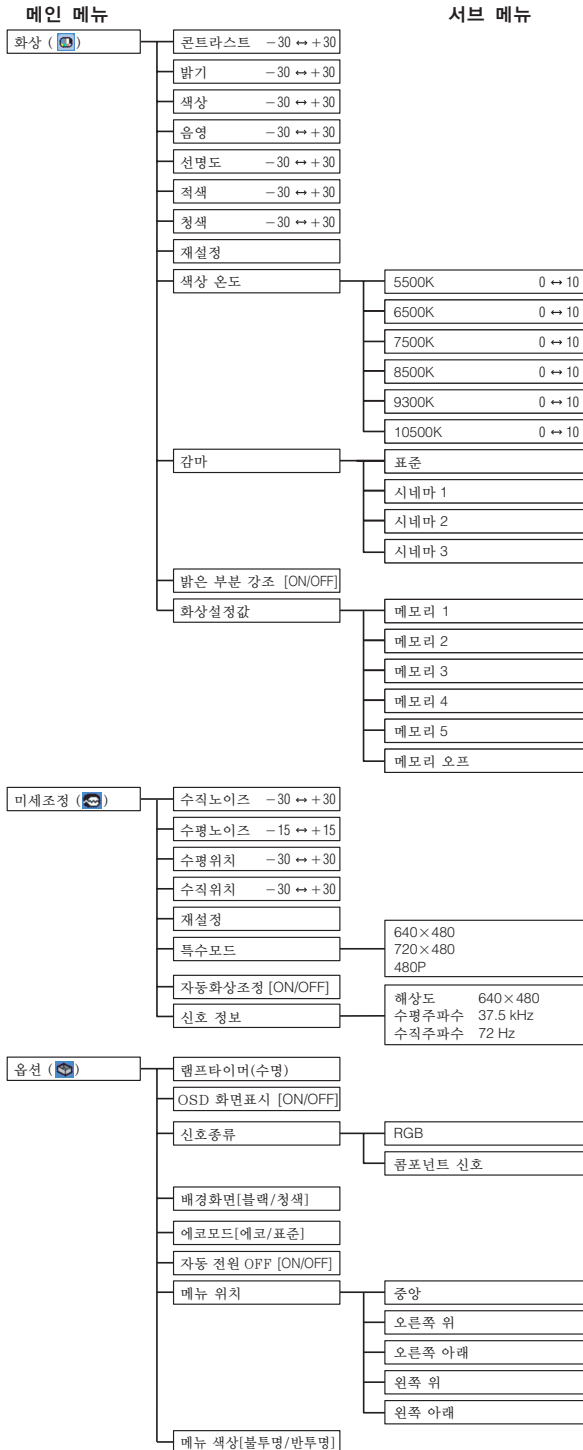 메인 메뉴
서브 메뉴
화상 ( )
콘트라스트 −30 ↔ +30
밝기 −30 ↔ +30
색상 −30 ↔ +30
음영 −30 ↔ +30
선명도 −30 ↔ +30
적색 −30 ↔ +30
청색 −30 ↔ +30
재설정
색상 온도
5500K 0 ↔ 10
6500K 0 ↔ 10
7500K 0 ↔ 10
8500K 0 ↔ 10
9300K 0 ↔ 10
10500K 0 ↔ 10
감마
표준
시네마 1
시네마 2
시네마 3
밝은 부분 강조 [ON/OFF]
화상설정값
메모리 1
메모리 2
메모리 3
메모리 4
메모리 5
메모리 오프
미세조정 ( )
수직노이즈 −30 ↔ +30
수평노이즈 −15 ↔ +15
수평위치 −30 ↔ +30
수직위치 −30 ↔ +30
재설정
특수모드
640×480
720×480
480P
자동화상조정 [ON/OFF]
신호 정보
해상도 640×480
수평주파수 37.5 kHz
수직주파수 72 Hz
옵션 ( )
램프타이머(수명)
OSD 화면표시 [ON/OFF]
신호종류
RGB
콤포넌트 신호
배경화면[블랙/청색]
에코모드[에코/표준]
자동 전원 OFF [ON/OFF]
메뉴 위치
중앙
오른쪽 위
오른쪽 아래
왼쪽 위
왼쪽 아래
메뉴 색상[불투명/반투명]